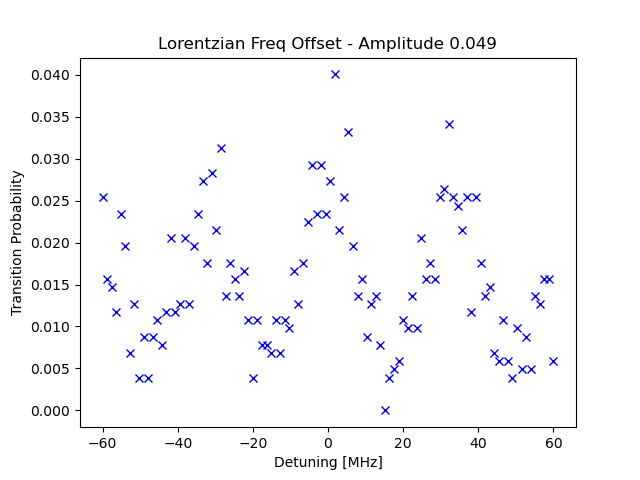 Lorentzian Freq Offset - Amplitude 0.049
Transition Probability
0.040
0.035
0.030
0.025
0.020
0.015
0.010
0.005
0.000
−60 −40 −20 0 20 40 60
Detuning [MHz]